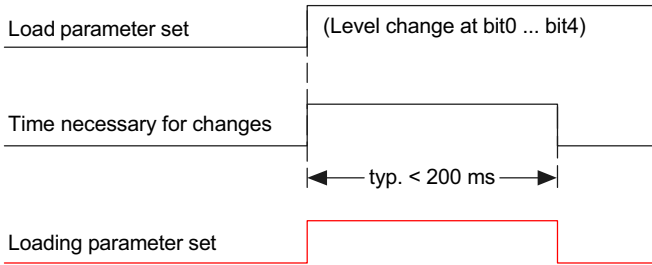 Load parameter set
(Level change at bit0 ... bit4)
Time necessary for changes
typ. < 200 ms
Loading parameter set